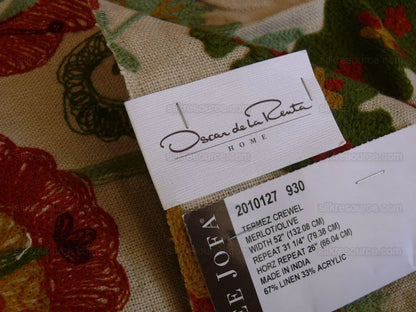 Oscar de la Renta
HOME
2010127 930
TERMEZ CREWEL
MERLOT/OLIVE
WIDTH 52" (132.08 CM)
REPEAT 31 1/4" (79.38 CM)
HORZ REPEAT 26" (66.04 CM)
MADE IN INDIA
67% LINEN 33% ACRYLIC
EE JOFA
silkresource.com